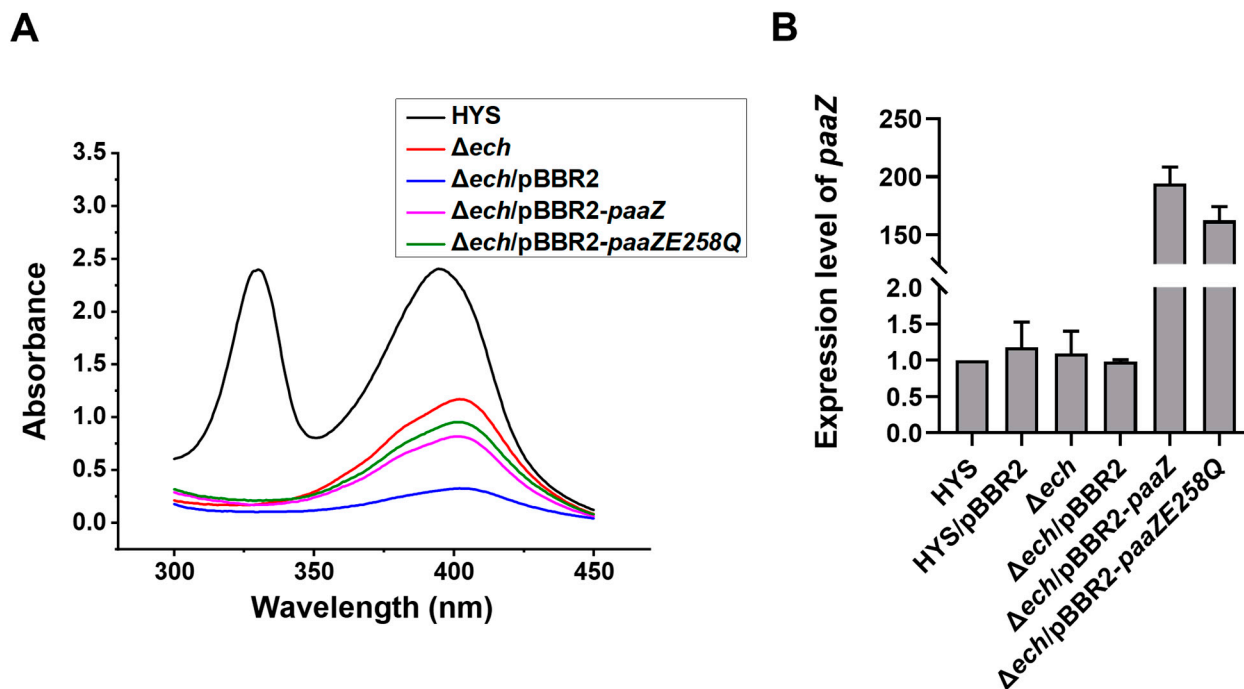 A
HYS
Δech
Δech/pBBR2
Δech/pBBR2-paaZ
Δech/pBBR2-paaZE258Q
3.5
3.0
2.5
2.0
1.5
1.0
0.5
0.0
Absorbance
300
350
400
450
Wavelength (nm)
B
Expression level of paaZ
250
200
150
2.0
1.5
1.0
0.5
0.0
HYS
HYS/pBBR2
Δech
Δech/pBBR2
Δech/pBBR2-paaZ
Δech/pBBR2-paaZE258Q